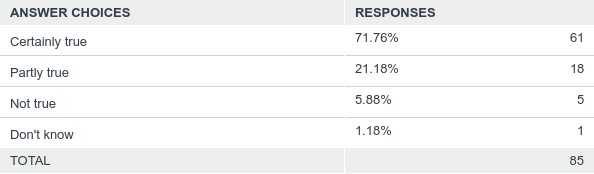 ANSWER CHOICES RESPONSES
Certainly true 71.76% 61
Partly true 21.18% 18
Not true 5.88% 5
Don't know 1.18% 1
TOTAL 85